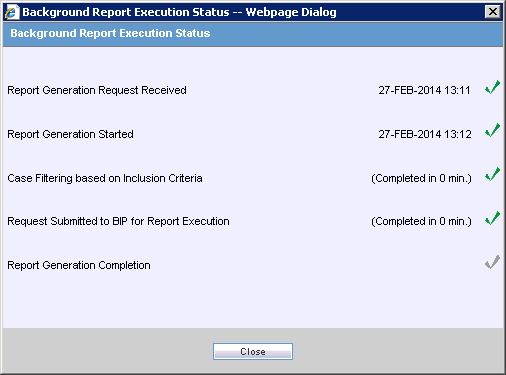 Background Report Execution Status -- Webpage Dialog
Background Report Execution Status
Report Generation Request Received 27-FEB-2014 13:11
Report Generation Started 27-FEB-2014 13:12
Case Filtering based on Inclusion Criteria (Completed in 0 min.)
Request Submitted to BIP for Report Execution (Completed in 0 min.)
Report Generation Completion
Close